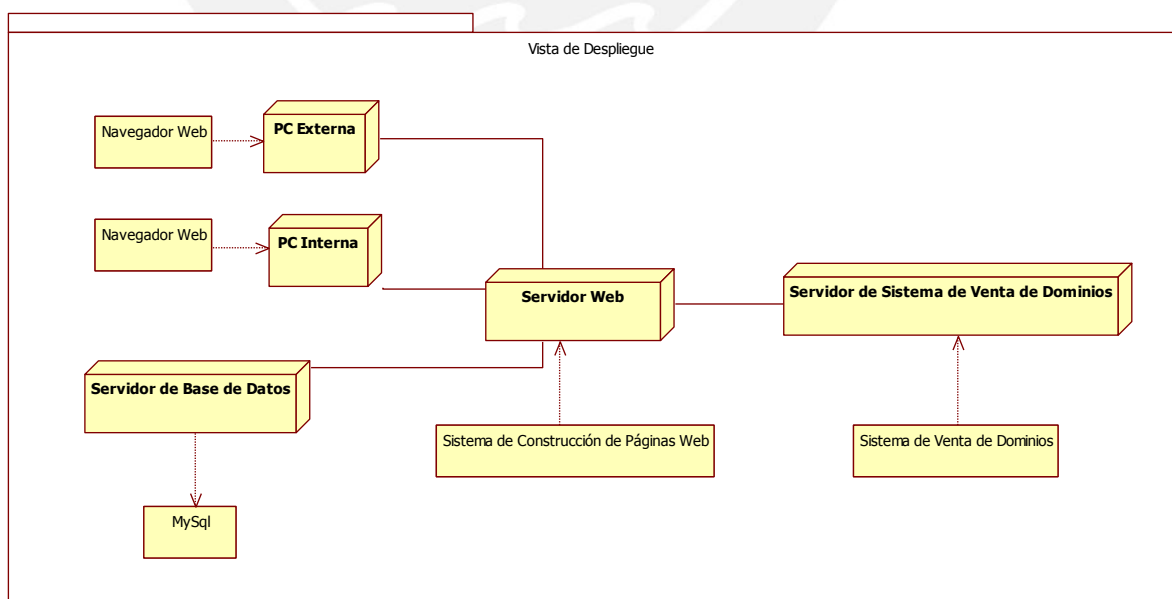 Vista de Despliegue
Navegador Web
PC Externa
Navegador Web
PC Interna
Servidor Web
Servidor de Sistema de Venta de Dominios
Servidor de Base de Datos
Sistema de Construcción de Páginas Web
Sistema de Venta de Dominios
MySql